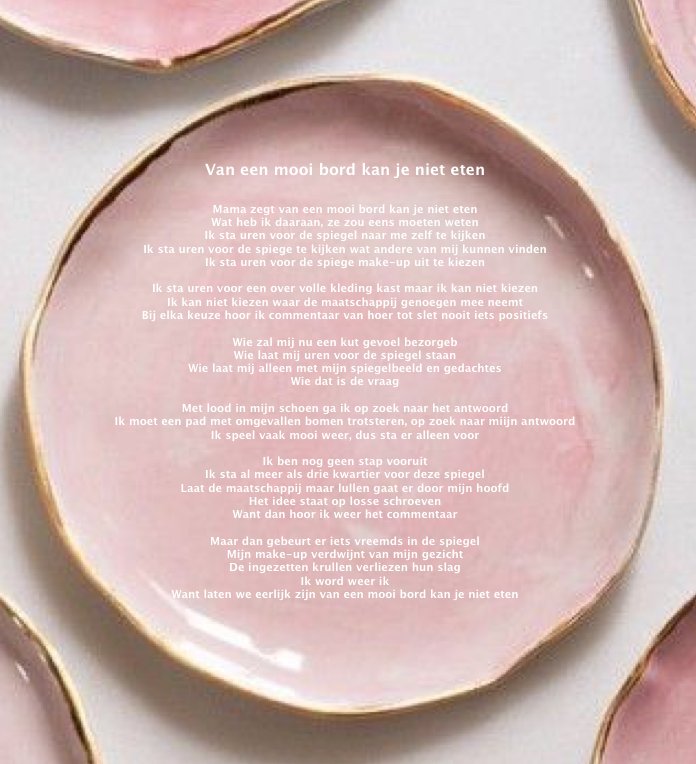 Van een mooi bord kan je niet eten
Mama zegt van een mooi bord kan je niet eten
Wat heb ik daaraan, ze zou eens moeten weten
Ik sta uren voor de spiegel naar me zelf te kijken
Ik sta uren voor de spiege te kijken wat andere van mij kunnen vinden
Ik sta uren voor de spiege make-up uit te kiezen
Ik sta uren voor een over volle kleding kast maar ik kan niet kiezen
Ik kan niet kiezen waar de maatschappij genoegen mee neemt
Bij elka keuze hoor ik commentaar van hoer tot slet nooit iets positiefs
Wie zal mij nu een kut gevoel bezorgeb
Wie laat mij uren voor de spiegel staan
Wie laat mij alleen met mijn spiegelbeeld en gedachtes
Wie dat is de vraag
Met lood in mijn schoen ga ik op zoek naar het antwoord
Ik moet een pad met omgevallen bomen trotsteren, op zoek naar miijn antwoord
Ik speel vaak mooi weer, dus sta er alleen voor
Ik ben nog geen stap vooruit
Ik sta al meer als drie kwartier voor deze spiegel
Laat de maatschappij maar lullen gaat er door mijn hoofd
Het idee staat op losse schroeven
Want dan hoor ik weer het commentaar
Maar dan gebeurt er iets vreemds in de spiegel
Mijn make-up verdwijnt van mijn gezicht
De ingezetten krullen verliezen hun slag
Ik word weer ik
Want laten we eerlijk zijn van een mooi bord kan je niet eten